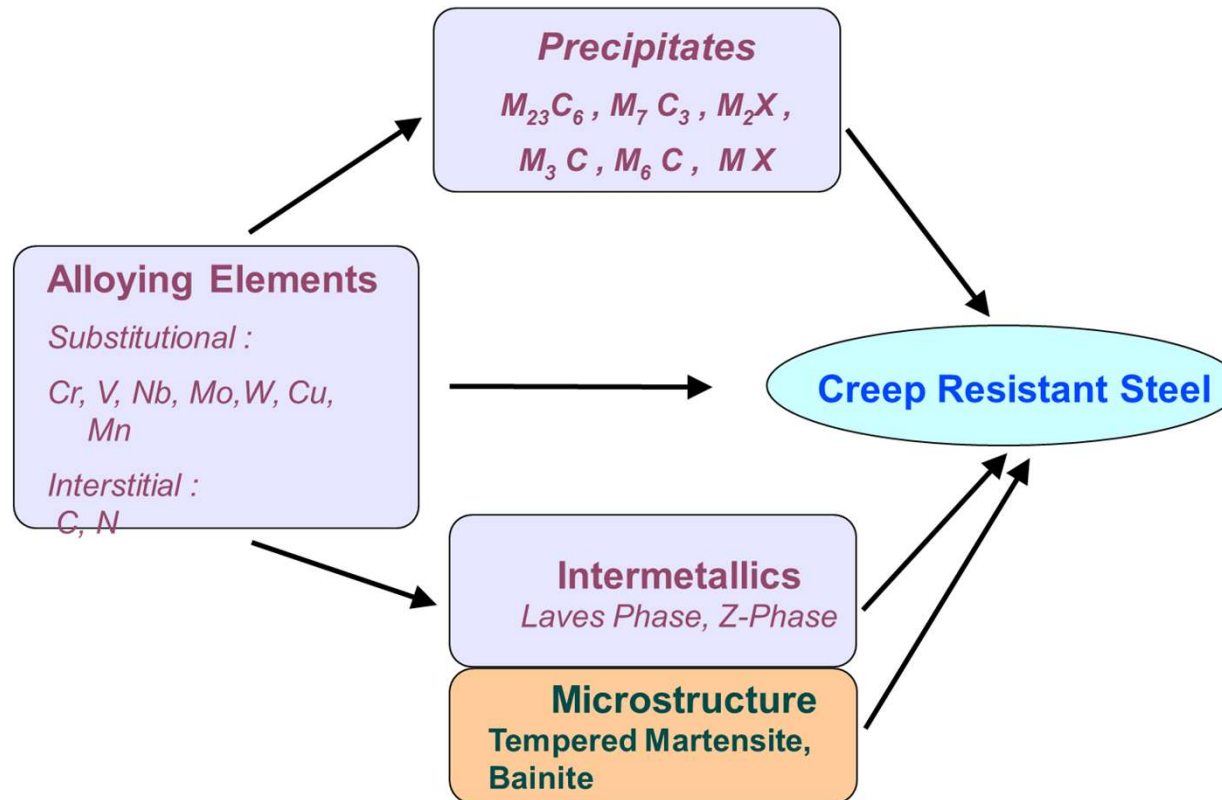 Precipitates
M₂₃C₆ , M₇ C₃ , M₂X ,
M₃ C , M₆ C , M X
Alloying Elements
Substitutional :
Cr, V, Nb, Mo,W, Cu,
Mn
Interstitial :
C, N
Creep Resistant Steel
Intermetallics
Laves Phase, Z-Phase
Microstructure
Tempered Martensite,
Bainite